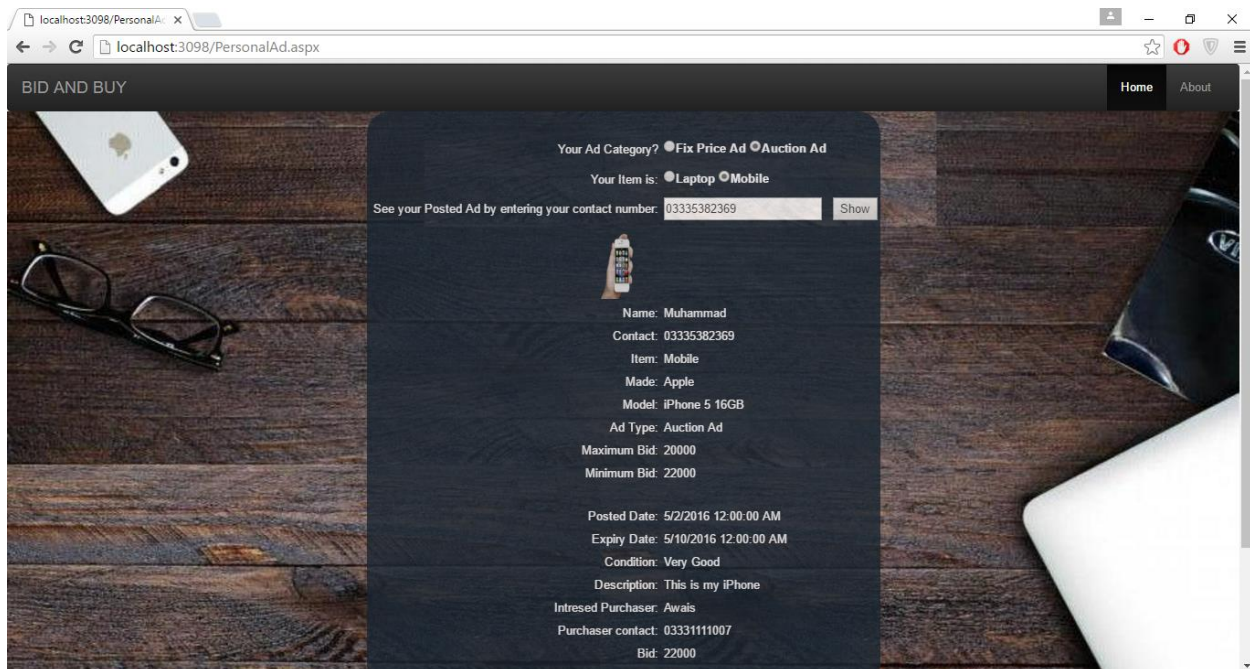 localhost:3098/PersonalAd
localhost:3098/PersonalAd.aspx
BID AND BUY
Home
About
Your Ad Category? Fix Price Ad Auction Ad
Your Item is: Laptop Mobile
See your Posted Ad by entering your contact number: 03335382369 Show
Name: Muhammad
Contact: 03335382369
Item: Mobile
Made: Apple
Model: iPhone 5 16GB
Ad Type: Auction Ad
Maximum Bid: 20000
Minimum Bid: 22000
Posted Date: 5/2/2016 12:00:00 AM
Expiry Date: 5/10/2016 12:00:00 AM
Condition: Very Good
Description: This is my iPhone
Intresed Purchaser: Awais
Purchaser contact: 03331111007
Bid: 22000